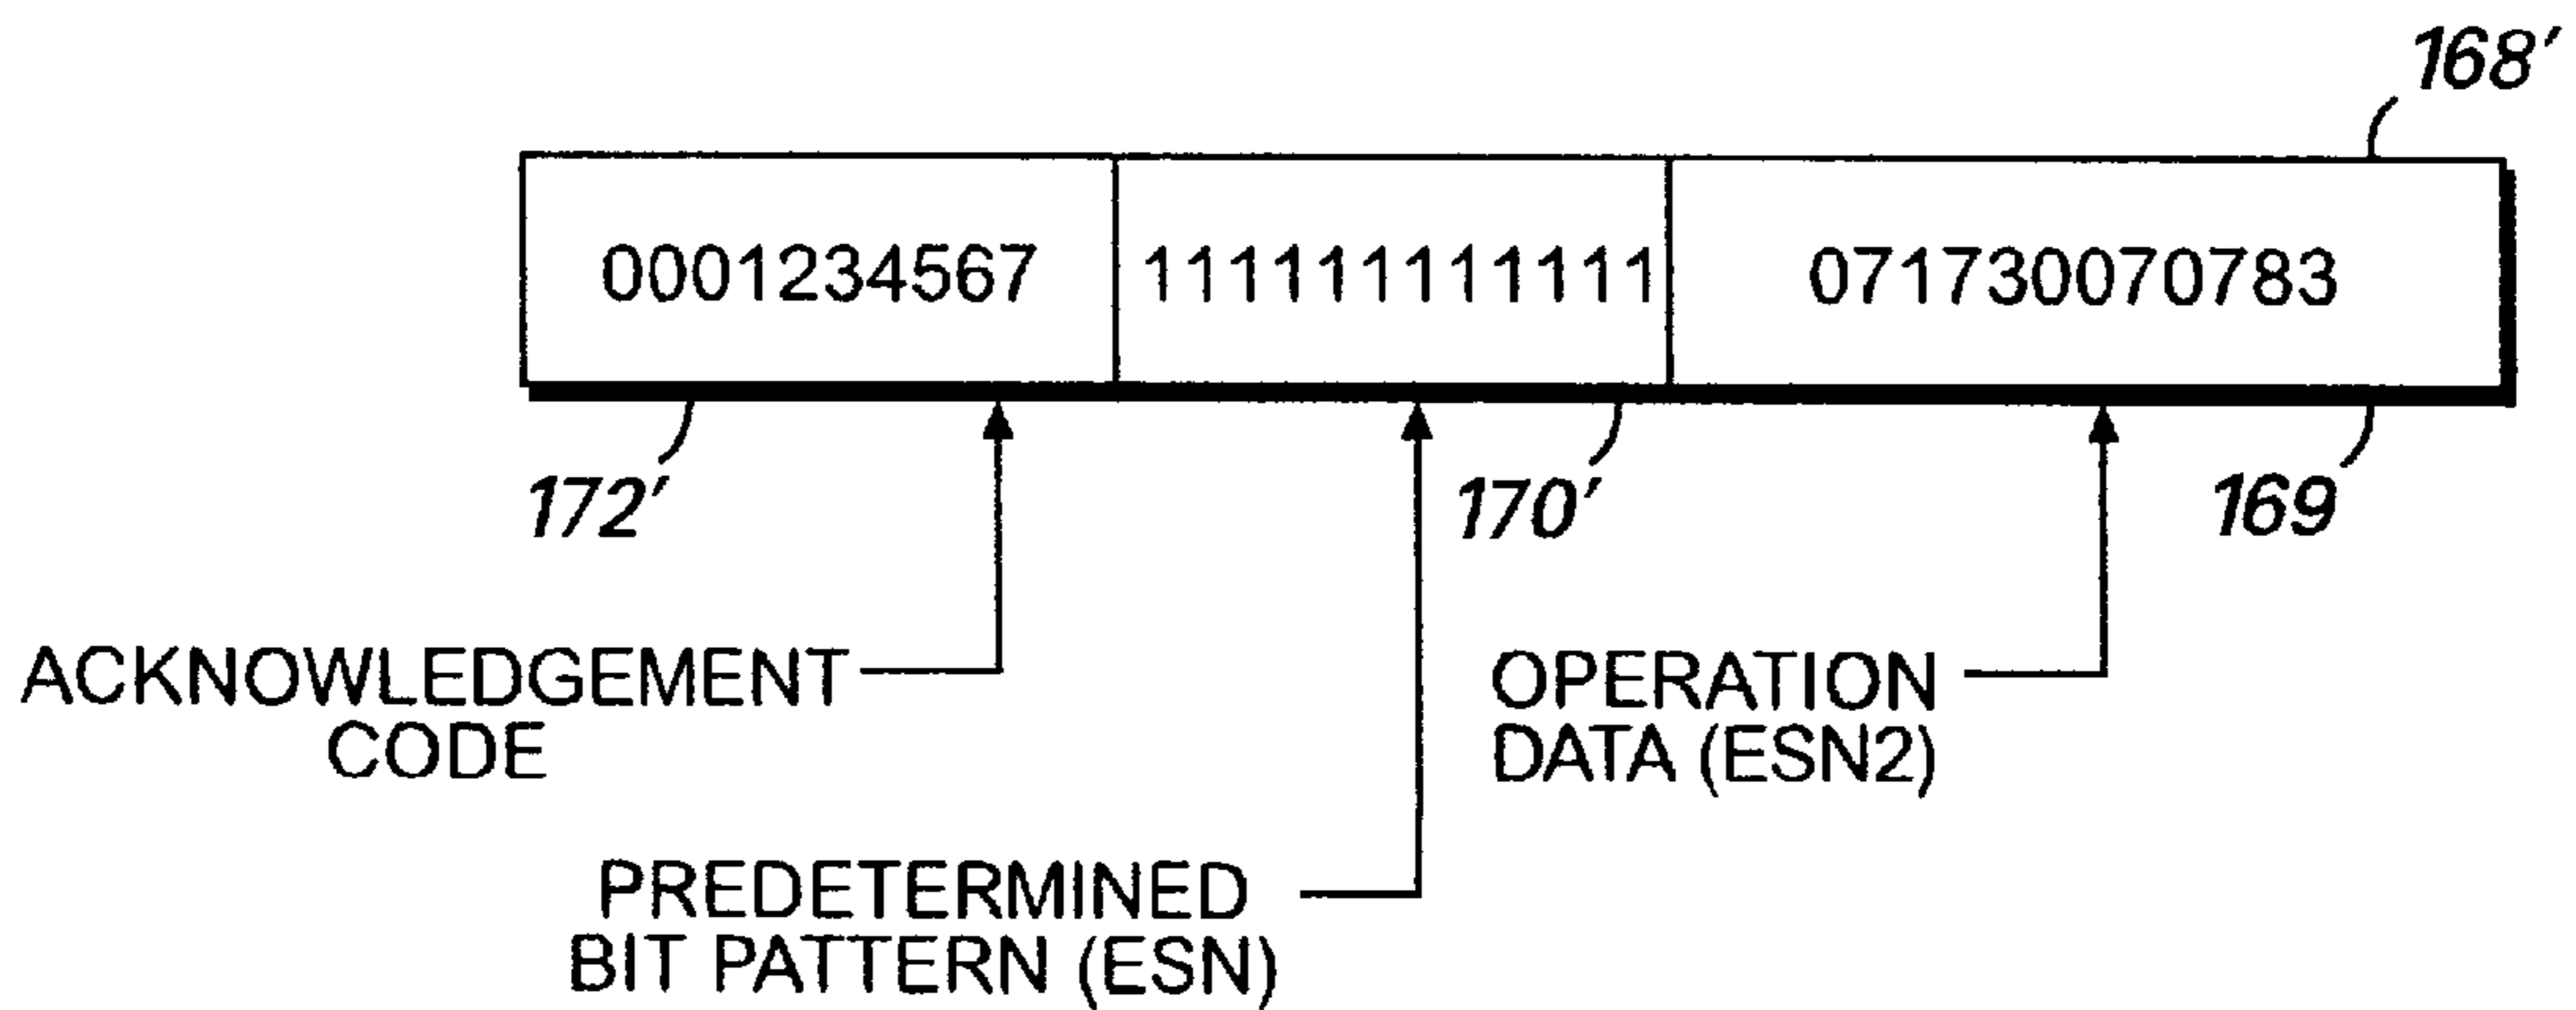 168'
0001234567 111111111111 071730070783
172' 170' 169
ACKNOWLEDGEMENT
CODE
OPERATION
DATA (ESN2)
PREDETERMINED
BIT PATTERN (ESN)